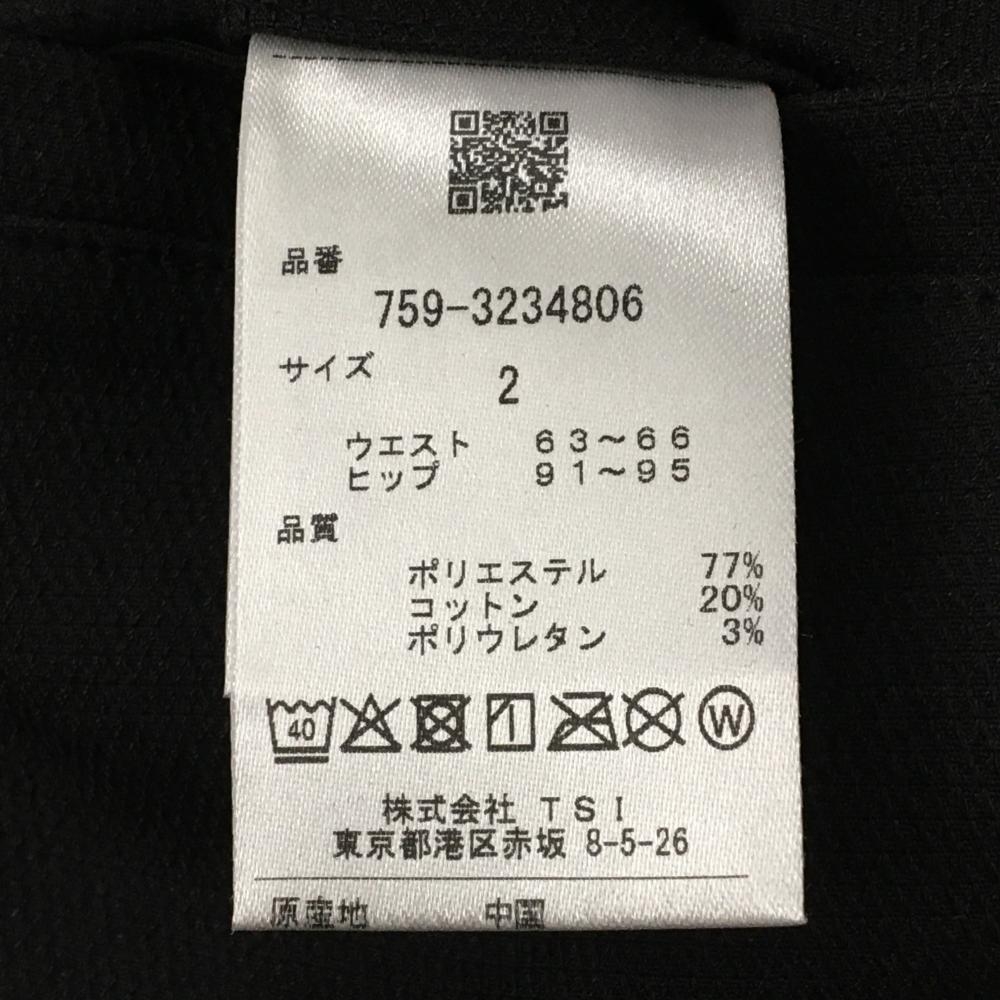 品番
759-3234806
サイズ
2
ウエスト 63～66
ヒップ 91～95
品質
ポリエステル 77%
コットン 20%
ポリウレタン 3%
40 W
株式会社 TSI
東京都港区赤坂 8-5-26
原産地 中国